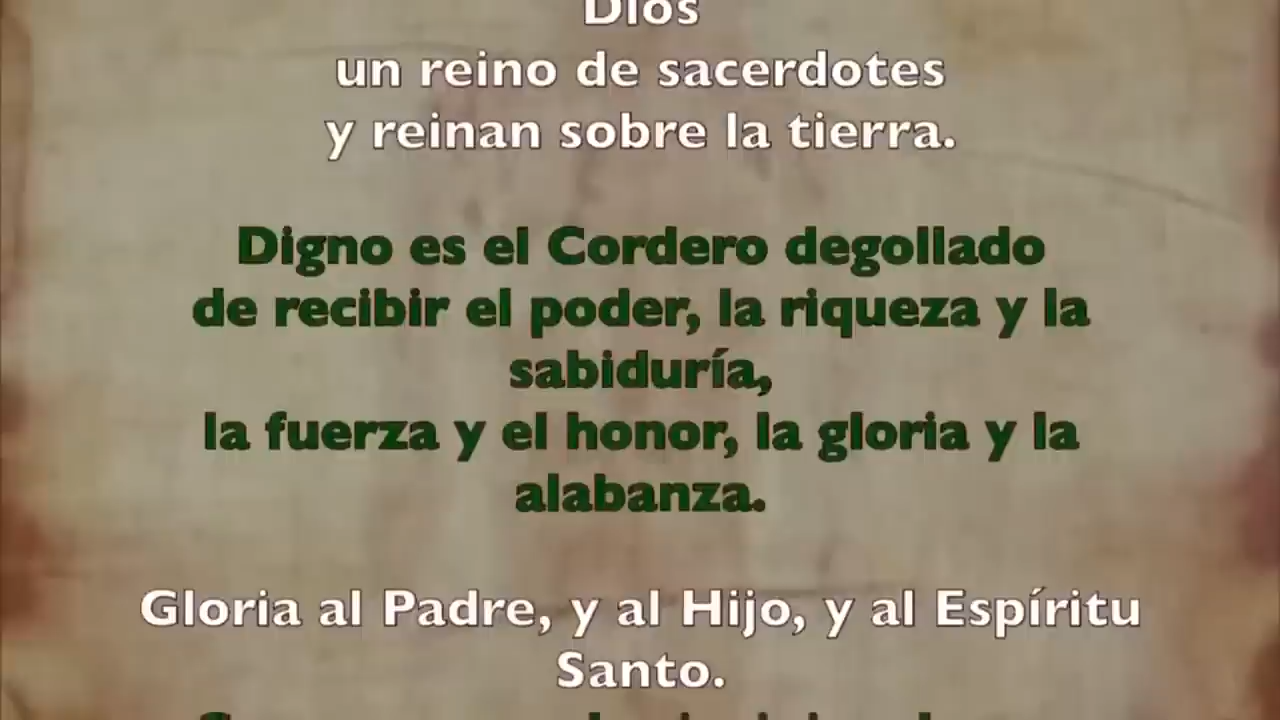 Dios
un reino de sacerdotes
y reinan sobre la tierra.
Digno es el Cordero degollado
de recibir el poder, la riqueza y la
sabiduría,
la fuerza y el honor, la gloria y la
alabanza.
Gloria al Padre, y al Hijo, y al Espíritu
Santo.